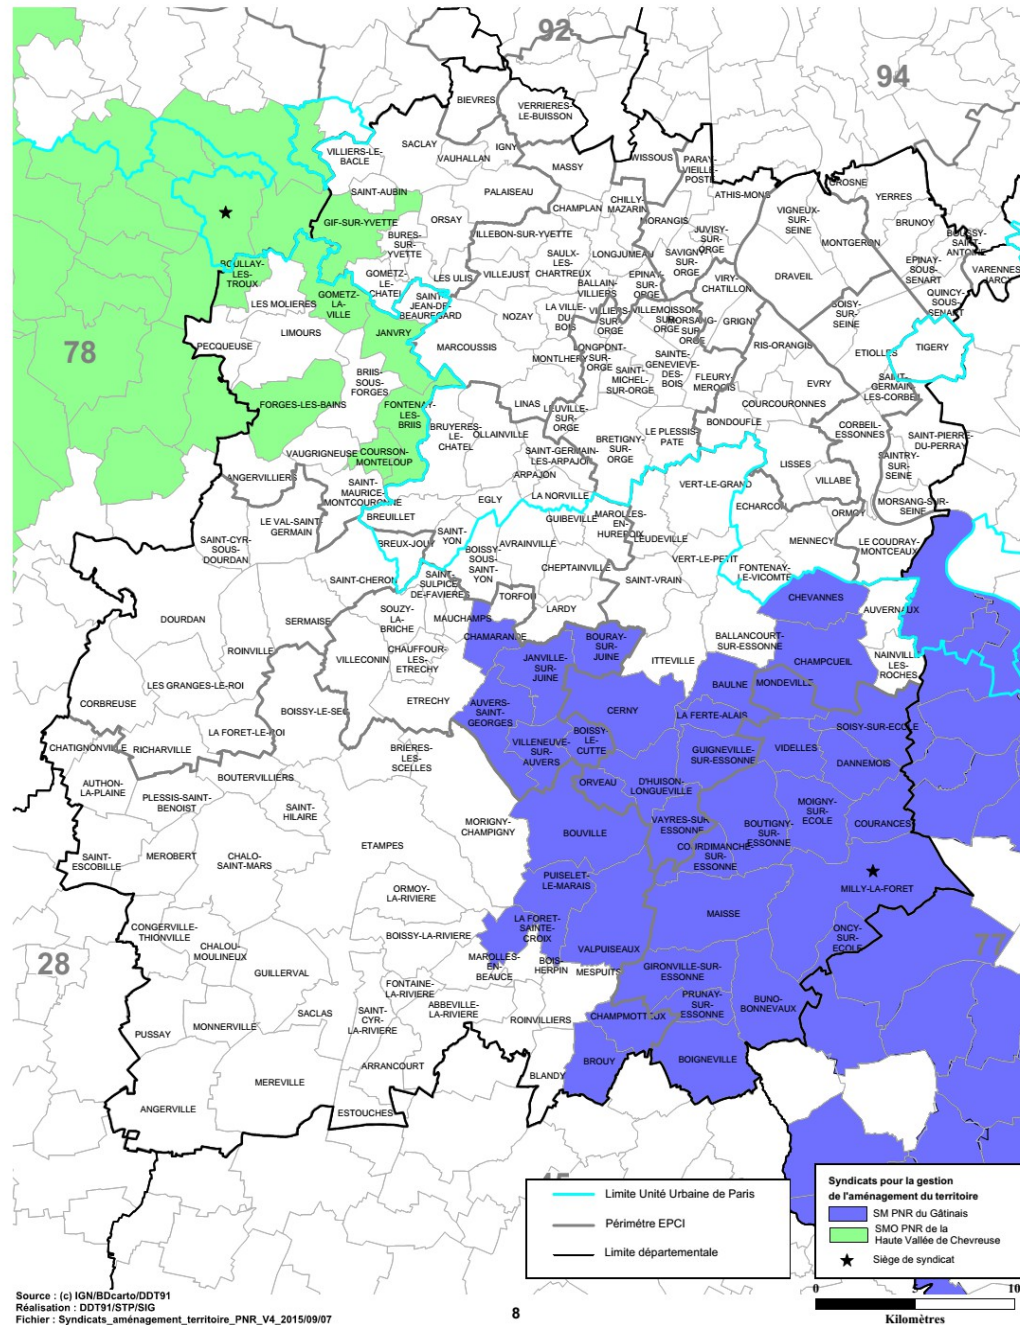 92
94
BIEVRES
VERRIERES-
LE-BUISSON
VILLIERS-LE-
BACLE
SACLAY
VAUHALLAN
IGNY
MASSY
WISSOUS
PARAY-
VIEILLE-
POSTE
ATHIS-MONS
CROSNE
YERRES
SAINT-AUBIN
PALAISEAU
CHAMPLAN
CHILLY-
MAZARIN
MORANGIS
VIGNEUX-
SUR-
SEINE
BRUNOY
GIF-SUR-YVETTE
ORSAY
BURES-
SUR-
YVETTE
VILLEBON-SUR-YVETTE
LONGJUMEAU
SAVIGNY-
SUR-
ORGE
JUVISY-
SUR-
ORGE
MONTGERON
BOUSSY-
SAINT-
ANTOINE
EPINAY-
SOUS-
SENART
VARENNES-
JARCY
QUINCY-
SOUS-
SENART
BOULLAY-
LES-
TROUX
LES MOLIERES
GOMETZ-
LA-
VILLE
GOMETZ-
LE-
CHATEL
LES ULIS
VILLEJUST
SAULX-
LES-
CHARTREUX
BALLAIN-
VILLIERS
EPINAY-
SUR-
ORGE
VIRY-
CHATILLON
DRAVEIL
SAINT-
JEAN-DE-
BEAUREGARD
NOZAY
LA VILLE-
DU-
BOIS
VILLIERS-
SUR-
ORGE
VILLEMOISSON-
SUR-
ORGE
MORSANG-
SUR-
ORGE
GRIGNY
SOISY-
SUR-
SEINE
78
PECQUEUSE
LIMOURS
JANVRY
MARCOUSSIS
MONTLHERY
LONGPONT-
SUR-
ORGE
SAINTE-
GENEVIEVE-
DES-
BOIS
RIS-ORANGIS
ETIOLLES
TIGERY
BRIIS-
SOUS-
FORGES
SAINT-
MICHEL-
SUR-ORGE
FLEURY-
MEROGIS
EVRY
SAINT-
GERMAIN-
LES-CORBEIL
FORGES-LES-BAINS
FONTENAY-
LES-
BRIIS
LINAS
LEUVILLE-
SUR-
ORGE
COURCOURONNES
BONDOUFLE
CORBEIL-
ESSONNES
BRUYERES-
LE-
CHATEL
OLLAINVILLE
BRETIGNY-
SUR-
ORGE
LE PLESSIS-
PATE
SAINT-PIERRE-
DU-PERRAY
VAUGRIGNEUSE
COURSON-
MONTELOUP
SAINT-GERMAIN-
LES-ARPAJON
ARPAJON
LISSES
SAINTRY-
SUR-
SEINE
ANGERVILLIERS
SAINT-
MAURICE-
MONTCOURONNE
EGLY
LA NORVILLE
VERT-LE-GRAND
VILLABE
ECHARCON
ORMOY
MORSANG-SUR-
SEINE
LE VAL-SAINT-
GERMAIN
BREUILLET
GUIBEVILLE
MAROLLES-
EN-
HUREPOIX
LEUDEVILLE
MENNECY
LE COUDRAY-
MONTCEAUX
SAINT-CYR-
SOUS-
DOURDAN
BREUX-JOUY
SAINT-
YON
AVRAINVILLE
BOISSY-
SOUS-
SAINT-
YON
CHEPTAINVILLE
VERT-LE-PETIT
FONTENAY-
LE-VICOMTE
SAINT-CHERON
SAINT-
SULPICE-
DE-FAVIERES
TORFOU
LARDY
SAINT-VRAIN
CHEVANNES
AUVERNAUX
DOURDAN
SERMAISE
SOUZY-
LA-
BRICHE
MAUCHAMPS
CHAMARANDE
BOURAY-
SUR-
JUINE
BALLANCOURT-
SUR-ESSONNE
ROINVILLE
VILLECONIN
CHAUFFOUR-
LES-
ETRECHY
JANVILLE-
SUR-
JUINE
ITTEVILLE
CHAMPCUEIL
NAINVILLE-
LES-
ROCHES
LES GRANGES-LE-ROI
CORBREUSE
BOISSY-LE-SEC
ETRECHY
AUVERS-
SAINT-
GEORGES
CERNY
BAULNE
MONDEVILLE
LA FERTE-ALAIS
SOISY-SUR-ECOLE
CHATIGNONVILLE
RICHARVILLE
LA FORET-LE-ROI
BRIERES-
LES-
SCELLES
VILLENEUVE-
SUR-
AUVERS
BOISSY-
LE-
CUTTE
GUIGNEVILLE-
SUR-ESSONNE
VIDELLES
DANNEMOIS
AUTHON-
LA-PLAINE
BOUTERVILLIERS
PLESSIS-SAINT-
BENOIST
SAINT-
HILAIRE
ORVEAU
D'HUISON-
LONGUEVILLE
MORIGNY-
CHAMPIGNY
BOUVILLE
VAYRES-SUR-
ESSONNE
BOUTIGNY-
SUR-
ESSONNE
MOIGNY-
SUR-
ECOLE
COURANCES
SAINT-
ESCOBILLE
MEROBERT
CHALO-
SAINT-MARS
ETAMPES
COURDIMANCHE-
SUR-
ESSONNE
PUISELET-
LE-MARAIS
MILLY-LA-FORET
ORMOY-
LA-RIVIERE
MAISSE
CONGERVILLE-
THIONVILLE
CHALOU-
MOULINEUX
BOISSY-LA-RIVIERE
LA FORET-
SAINTE-
CROIX
VALPUISEAUX
ONCY-
SUR-
ECOLE
77
28
GUILLERVAL
MAROLLES-
EN-
BEAUCE
BOIS-
HERPIN
MESPUITS
GIRONVILLE-SUR-
ESSONNE
FONTAINE-
LA-RIVIERE
PRUNAY-
SUR-
ESSONNE
BUNO-
BONNEVAUX
PUSSAY
MONNERVILLE
SACLAS
SAINT-
CYR-
LA-RIVIERE
ABBEVILLE-
LA-RIVIERE
ROINVILLIERS
CHAMPMOTTEUX
ARRANCOURT
BROUY
BOIGNEVILLE
MEREVILLE
BLANDY
ANGERVILLE
ESTOUCHES
45
Limite Unité Urbaine de Paris
Périmétre EPCI
Limite départementale
Syndicats pour la gestion
de l'aménagement du territoire
SM PNR du Gâtinais
SMO PNR de la
Haute Vallée de Chevreuse
Siège de syndicat
0 5 10
Kilomètres
Source : (c) IGN/BDcarto/DDT91
Réalisation : DDT91/STP/SIG
Fichier : Syndicats_aménagement_territoire_PNR_V4_2015/09/07
8